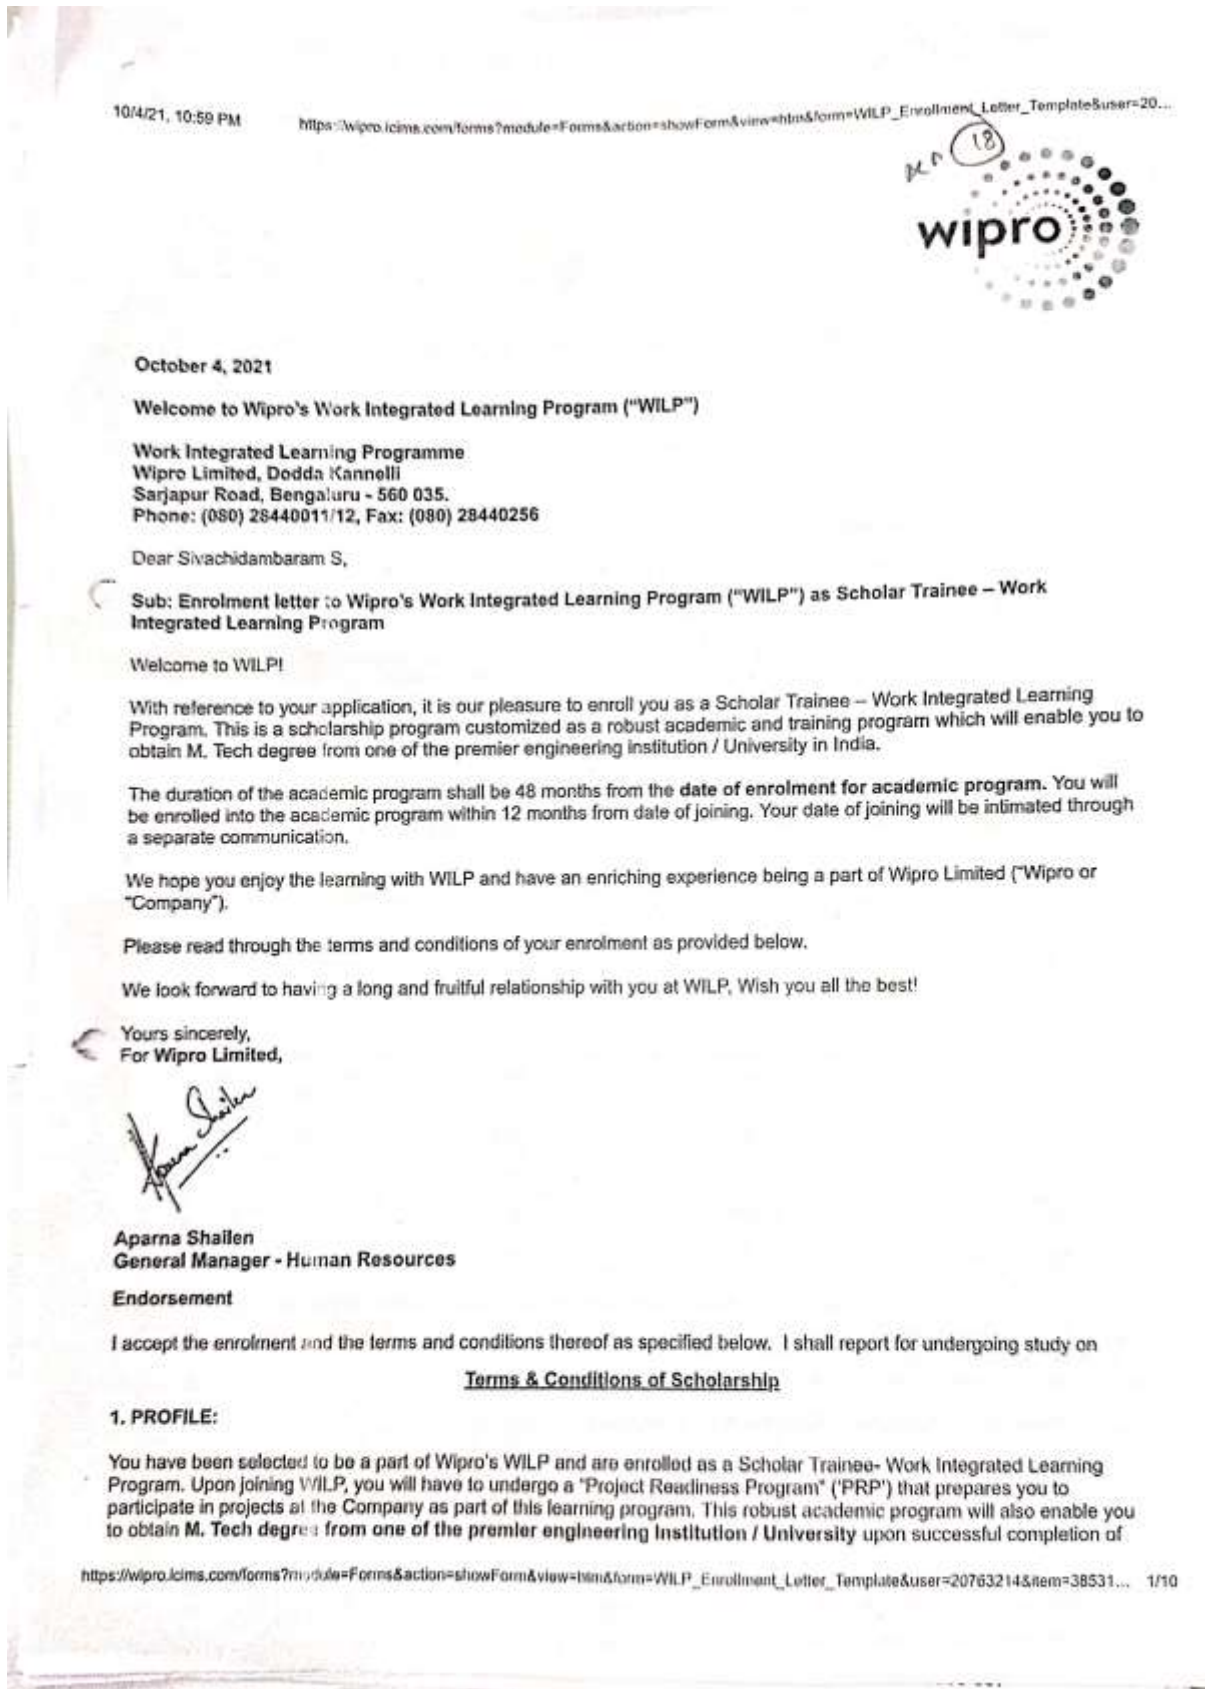 10/4/21, 10:59 PM
https://wipro.icims.com/forms?module=Forms&action=showForm&view=htm&form=WILP_Enrollment_Letter_Template&user=20...
18
wipro
October 4, 2021
Welcome to Wipro's Work Integrated Learning Program ("WILP")
Work Integrated Learning Programme
Wipro Limited, Dodda Kannelli
Sarjapur Road, Bengaluru - 560 035.
Phone: (080) 28440011/12, Fax: (080) 28440256
Dear Sivachidambaram S,
Sub: Enrolment letter to Wipro's Work Integrated Learning Program ("WILP") as Scholar Trainee – Work
Integrated Learning Program
Welcome to WILP!
With reference to your application, it is our pleasure to enroll you as a Scholar Trainee – Work Integrated Learning
Program. This is a scholarship program customized as a robust academic and training program which will enable you to
obtain M. Tech degree from one of the premier engineering institution / University in India.
The duration of the academic program shall be 48 months from the date of enrolment for academic program. You will
be enrolled into the academic program within 12 months from date of joining. Your date of joining will be intimated through
a separate communication.
We hope you enjoy the learning with WILP and have an enriching experience being a part of Wipro Limited ("Wipro or
"Company").
Please read through the terms and conditions of your enrolment as provided below.
We look forward to having a long and fruitful relationship with you at WILP, Wish you all the best!
Yours sincerely,
For Wipro Limited,
Aparna Shailen
Aparna Shailen
General Manager - Human Resources
Endorsement
I accept the enrolment and the terms and conditions thereof as specified below. I shall report for undergoing study on
Terms & Conditions of Scholarship
1. PROFILE:
You have been selected to be a part of Wipro's WILP and are enrolled as a Scholar Trainee- Work Integrated Learning
Program. Upon joining WILP, you will have to undergo a "Project Readiness Program" ('PRP') that prepares you to
participate in projects at the Company as part of this learning program. This robust academic program will also enable you
to obtain M. Tech degree from one of the premier engineering Institution / University upon successful completion of
https://wipro.icims.com/forms?module=Forms&action=showForm&view=htm&form=WILP_Enrollment_Letter_Template&user=20763214&item=38531... 1/10